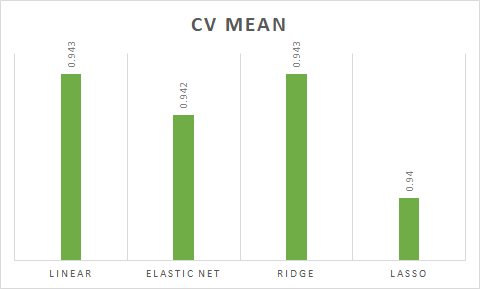 CV MEAN
0.943
0.942
0.943
0.94
LINEAR
ELASTIC NET
RIDGE
LASSO